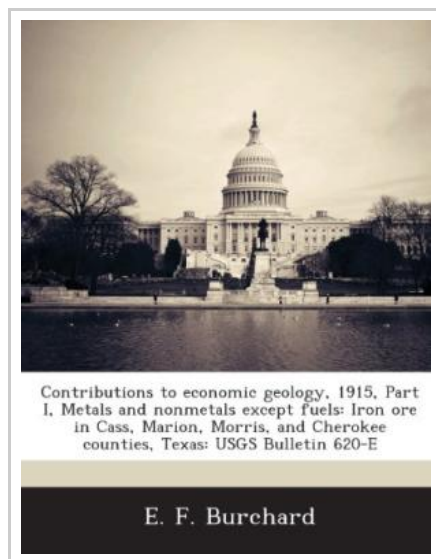 Contributions to economic geology, 1915, Part
I, Metals and nonmetals except fuels: Iron ore
in Cass, Marion, Morris, and Cherokee
counties, Texas: USGS Bulletin 620-E
E. F. Burchard